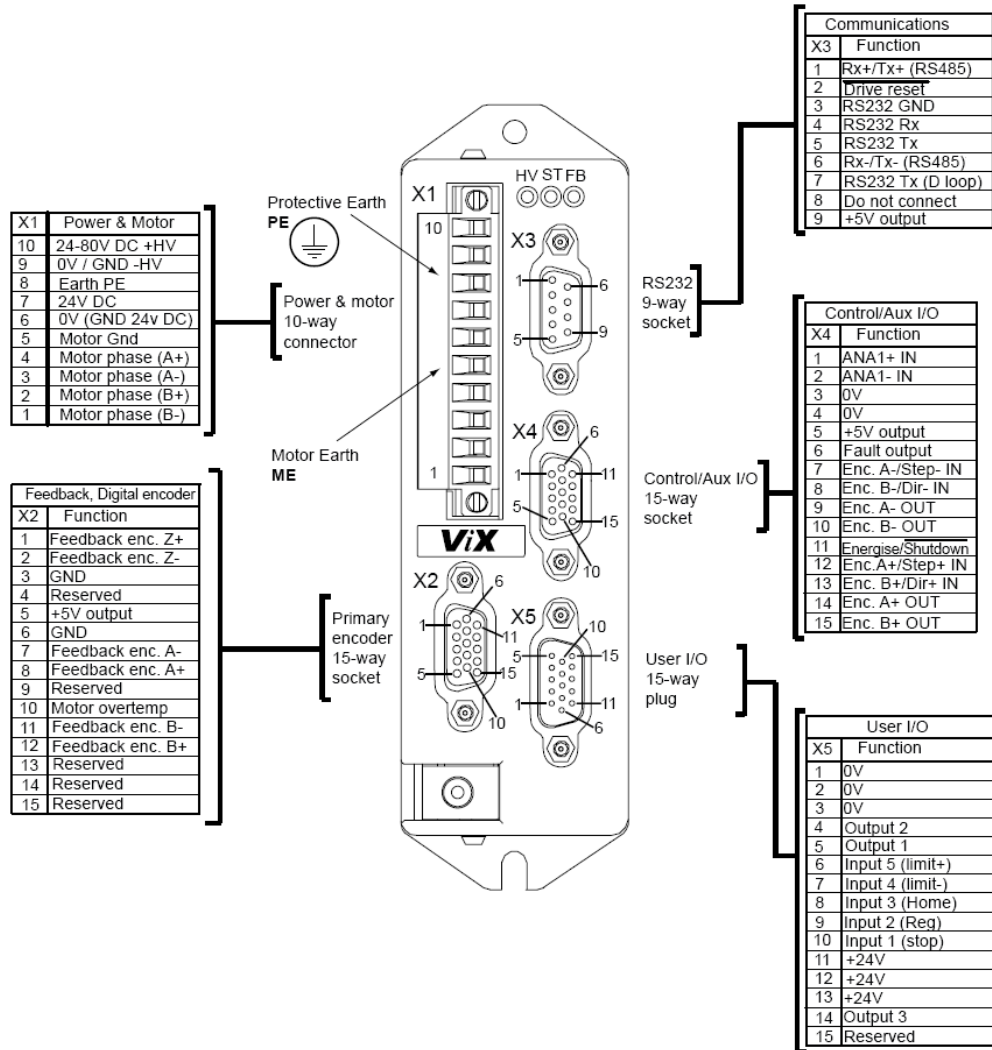 Communications
X3 Function
1 Rx+/Tx+ (RS485)
2 Drive reset
3 RS232 GND
4 RS232 Rx
5 RS232 Tx
6 Rx-/Tx- (RS485)
7 RS232 Tx (D loop)
8 Do not connect
9 +5V output
X1 Power & Motor
10 24-80V DC +HV
9 0V / GND -HV
8 Earth PE
7 24V DC
6 0V (GND 24v DC)
5 Motor Gnd
4 Motor phase (A+)
3 Motor phase (A-)
2 Motor phase (B+)
1 Motor phase (B-)
Power & motor
10-way
connector
Protective Earth
PE
Motor Earth
ME
HV ST FB
X1
10
1
X3
1
6
5
9
RS232
9-way
socket
X4
6
1
11
5
15
10
Control/Aux I/O
15-way
socket
Control/Aux I/O
X4 Function
1 ANA1+ IN
2 ANA1- IN
3 0V
4 0V
5 +5V output
6 Fault output
7 Enc. A-/Step- IN
8 Enc. B-/Dir- IN
9 Enc. A- OUT
10 Enc. B- OUT
11 Energise/Shutdown
12 Enc.A+/Step+ IN
13 Enc. B+/Dir+ IN
14 Enc. A+ OUT
15 Enc. B+ OUT
ViX
Feedback, Digital encoder
X2 Function
1 Feedback enc. Z+
2 Feedback enc. Z-
3 GND
4 Reserved
5 +5V output
6 GND
7 Feedback enc. A-
8 Feedback enc. A+
9 Reserved
10 Motor overtemp
11 Feedback enc. B-
12 Feedback enc. B+
13 Reserved
14 Reserved
15 Reserved
Primary
encoder
15-way
socket
X2
6
1
11
5
15
10
X5
10
5
15
1
11
6
User I/O
15-way
plug
User I/O
X5 Function
1 0V
2 0V
3 0V
4 Output 2
5 Output 1
6 Input 5 (limit+)
7 Input 4 (limit-)
8 Input 3 (Home)
9 Input 2 (Reg)
10 Input 1 (stop)
11 +24V
12 +24V
13 +24V
14 Output 3
15 Reserved